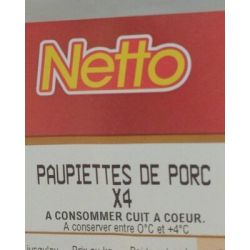 Netto
PAUPIETTES DE PORC
X4
A CONSOMMER CUIT A COEUR.
A conserver entre 0°C et +4°C